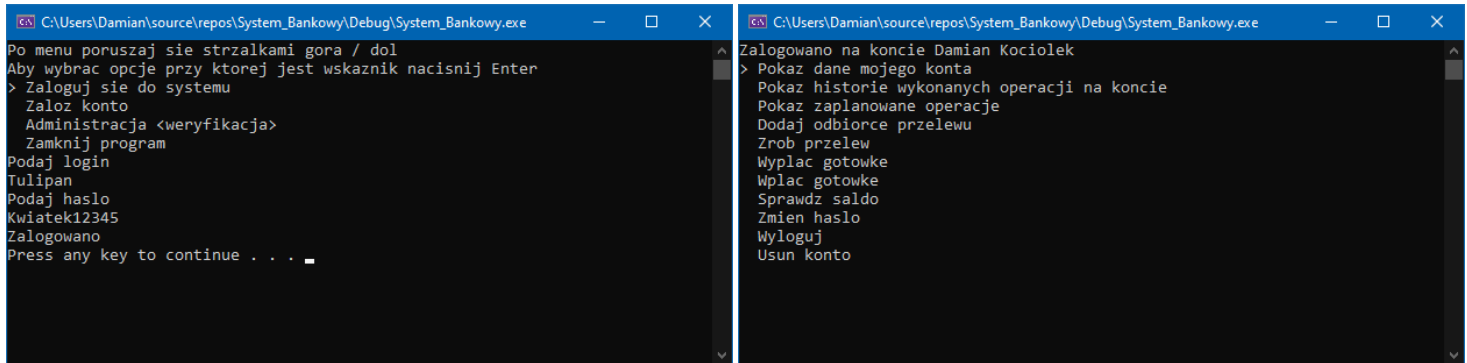 C:\Users\Damian\source\repos\System_Bankowy\Debug\System_Bankowy.exe
Po menu poruszaj sie strzalkami gora / dol
Aby wybrac opcje przy ktorej jest wskaznik nacisnij Enter
> Zaloguj sie do systemu
Zaloz konto
Administracja <weryfikacja>
Zamknij program
Podaj login
Tulipan
Podaj haslo
Kwiatek12345
Zalogowano
Press any key to continue . . .
C:\Users\Damian\source\repos\System_Bankowy\Debug\System_Bankowy.exe
Zalogowano na koncie Damian Kociolek
> Pokaz dane mojego konta
Pokaz historie wykonanych operacji na koncie
Pokaz zaplanowane operacje
Dodaj odbiorce przelewu
Zrob przelew
Wyplac gotowke
Wplac gotowke
Sprawdz saldo
Zmien haslo
Wyloguj
Usun konto